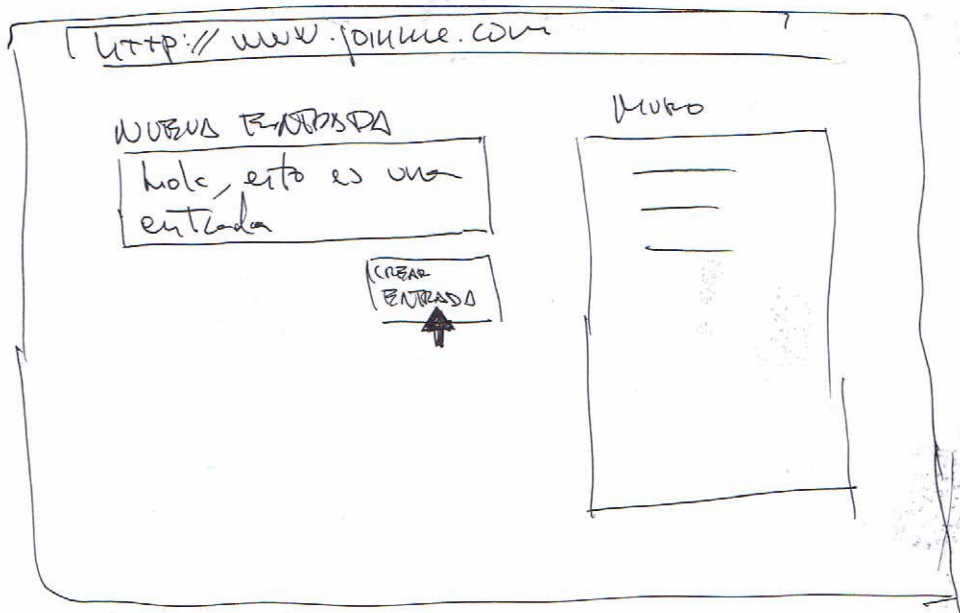 http://www.joinme.com
NUEVA ENTRADA
Hola, esto es una
entrada
CREAR
ENTRADA
MURO